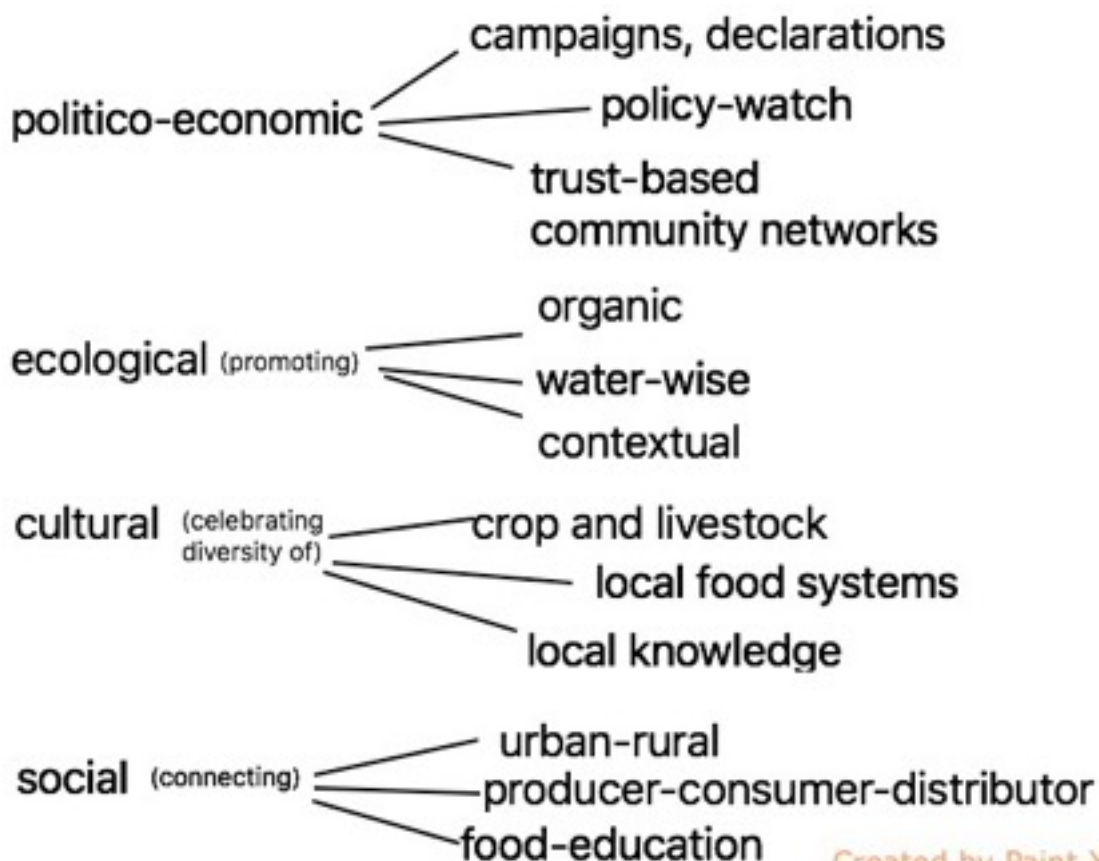 campaigns, declarations
politico-economic
policy-watch
trust-based
community networks
organic
ecological (promoting)
water-wise
contextual
cultural (celebrating
diversity of)
crop and livestock
local food systems
local knowledge
urban-rural
social (connecting)
producer-consumer-distributor
food-education
Created by Paint